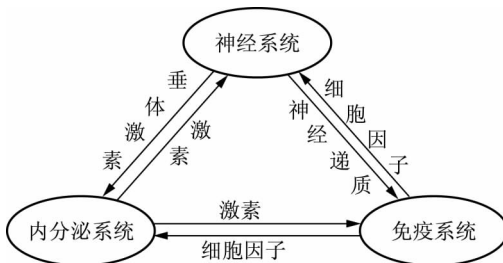 神经系统
垂体激素
激素
神经递质
细胞因子
激素
细胞因子
内分泌系统
免疫系统